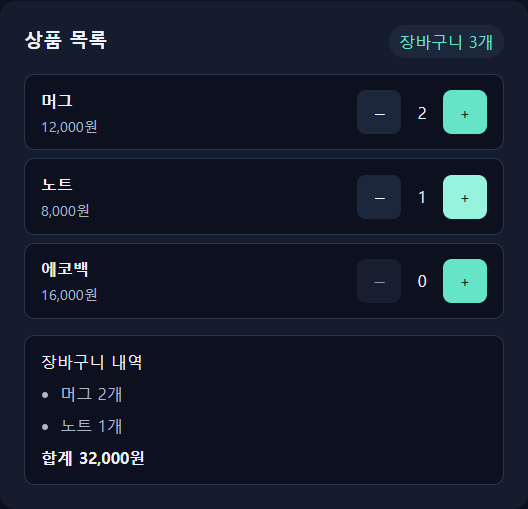 상품 목록
장바구니 3개
머그
12,000원
– 2 +
노트
8,000원
– 1 +
에코백
16,000원
– 0 +
장바구니 내역
• 머그 2개
• 노트 1개
합계 32,000원